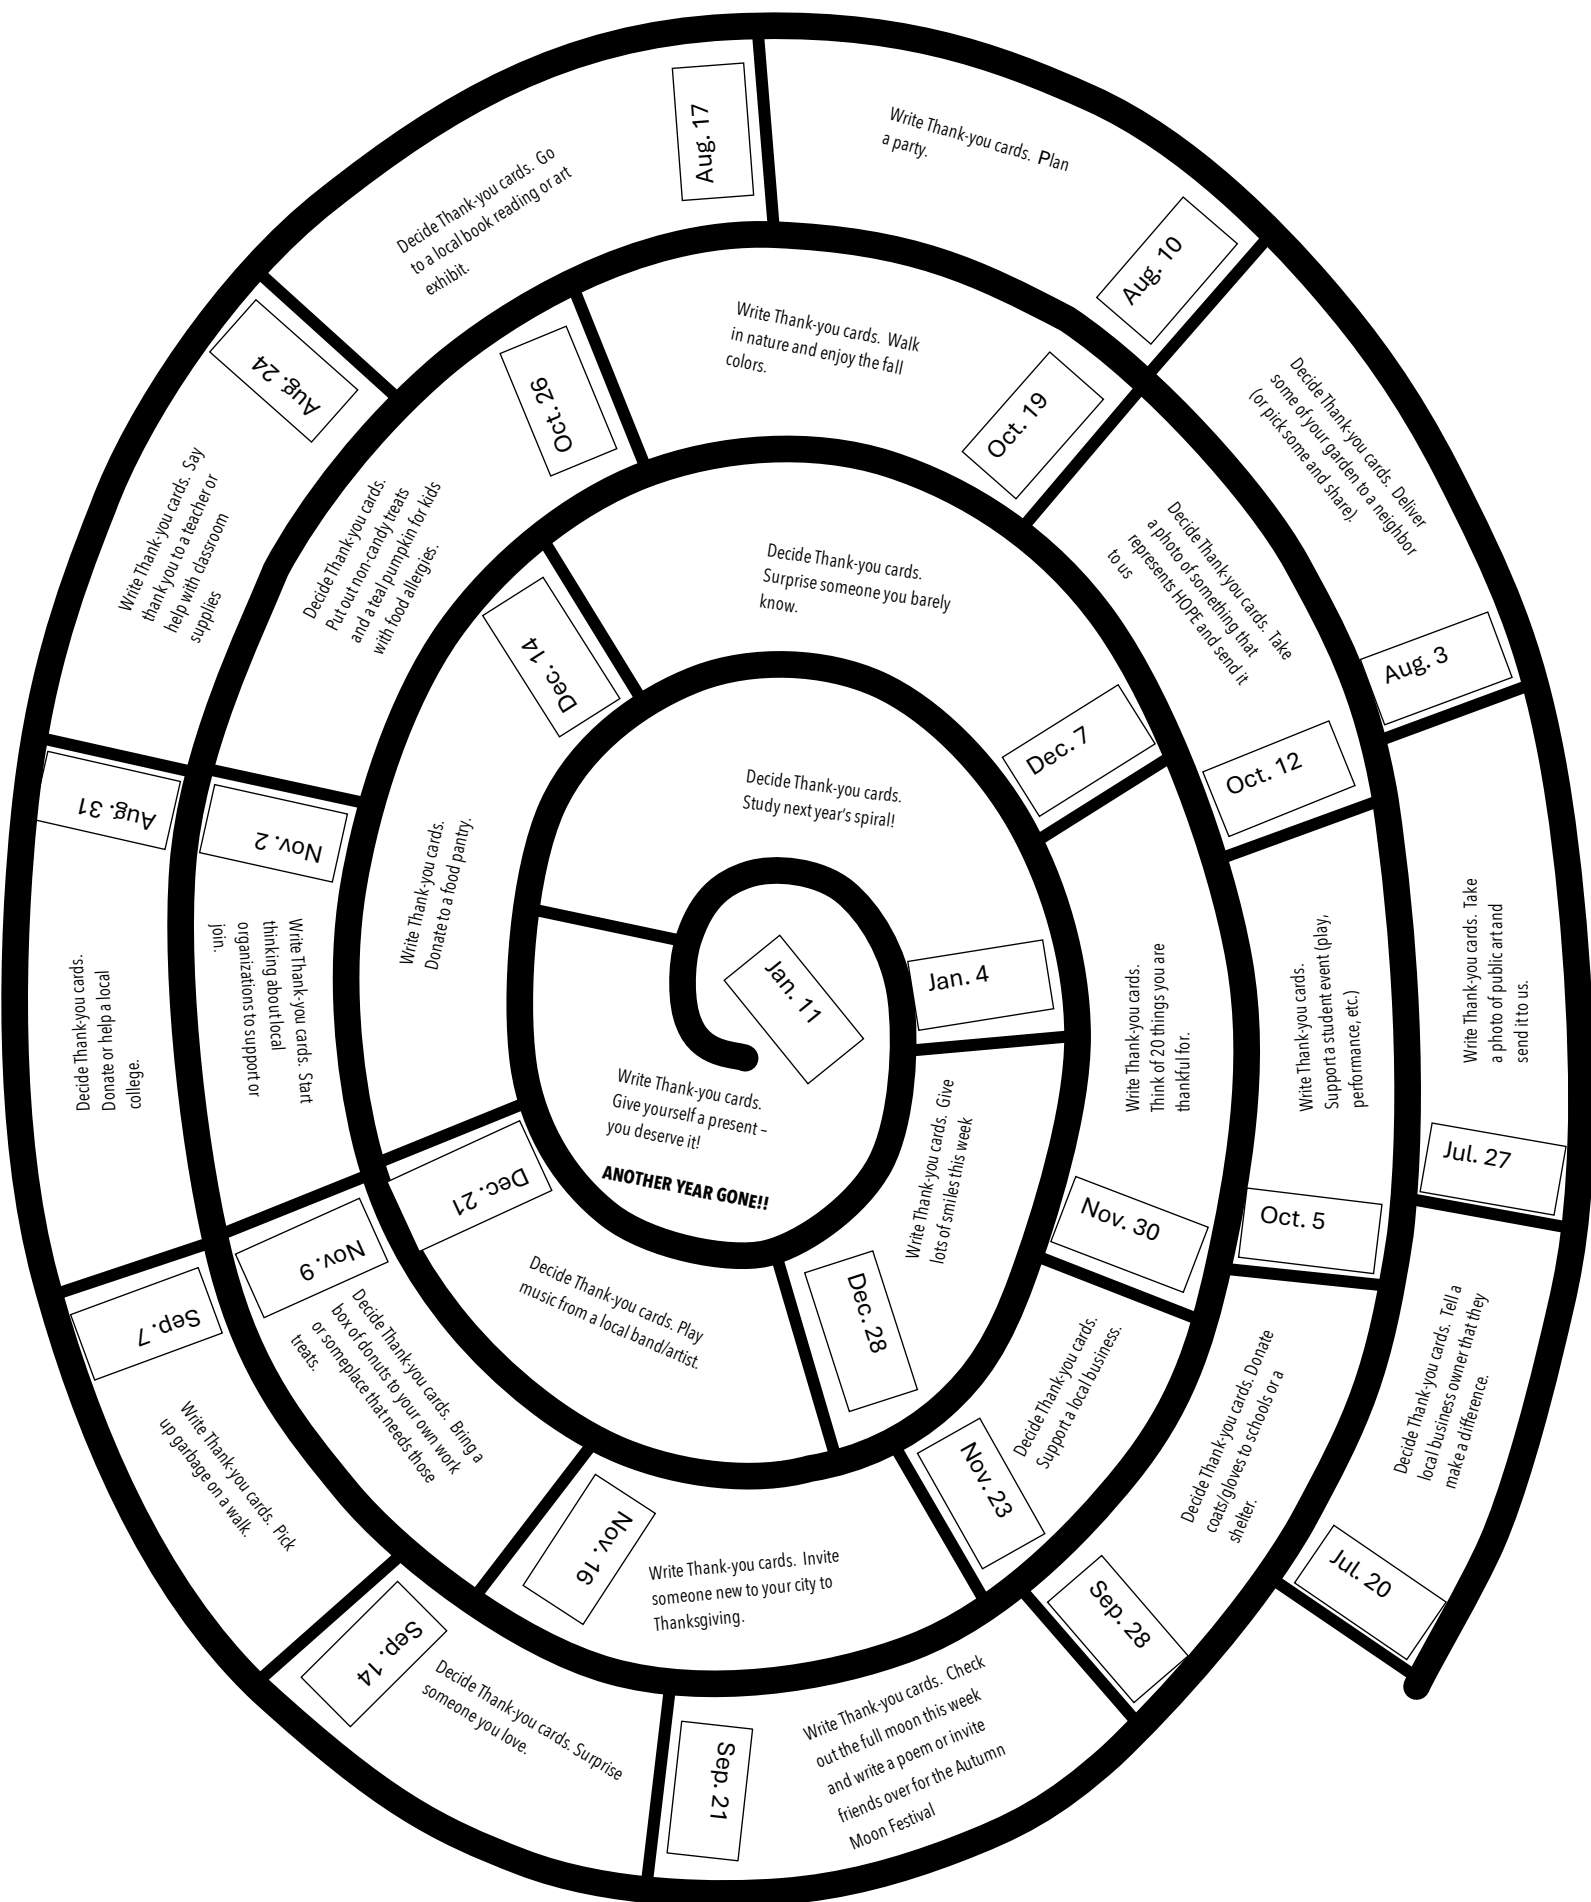 Jul. 20
Decide Thank-you cards. Tell a
local business owner that they
make a difference.
Jul. 27
Write Thank-you cards. Take
a photo of public art and
send it to us.
Aug. 3
Decide Thank-you cards. Deliver
some of your garden to a neighbor
(or pick some and share).
Aug. 10
Write Thank-you cards. Plan
a party.
Aug. 17
Decide Thank-you cards. Go
to a local book reading or art
exhibit.
Aug. 24
Write Thank-you cards. Say
thank you to a teacher or
help with classroom
supplies
Aug. 31
Decide Thank-you cards.
Donate or help a local
college.
Sep. 7
Write Thank-you cards. Pick
up garbage on a walk.
Sep. 14
Decide Thank-you cards. Surprise
someone you love.
Sep. 21
Write Thank-you cards. Check
out the full moon this week
and write a poem or invite
friends over for the Autumn
Moon Festival
Sep. 28
Decide Thank-you cards. Donate
coats/gloves to schools or a
shelter.
Oct. 5
Write Thank-you cards.
Support a student event (play,
performance, etc.)
Oct. 12
Decide Thank-you cards. Take
a photo of something that
represents HOPE and send it
to us
Oct. 19
Write Thank-you cards. Walk
in nature and enjoy the fall
colors.
Oct. 26
Decide Thank-you cards.
Put out non-candy treats
and a teal pumpkin for kids
with food allergies.
Nov. 2
Write Thank-you cards. Start
thinking about local
organizations to support or
join.
Nov. 9
Decide Thank-you cards. Bring a
box of donuts to your own work
or someplace that needs those
treats.
Nov. 16
Write Thank-you cards. Invite
someone new to your city to
Thanksgiving.
Nov. 23
Decide Thank-you cards.
Support a local business.
Nov. 30
Write Thank-you cards.
Think of 20 things you are
thankful for.
Dec. 7
Decide Thank-you cards.
Surprise someone you barely
know.
Dec. 14
Write Thank-you cards.
Donate to a food pantry.
Dec. 21
Decide Thank-you cards. Play
music from a local band/artist.
Dec. 28
Write Thank-you cards. Give
lots of smiles this week
Jan. 4
Decide Thank-you cards.
Study next year's spiral!
Jan. 11
Write Thank-you cards.
Give yourself a present –
you deserve it!
ANOTHER YEAR GONE!!